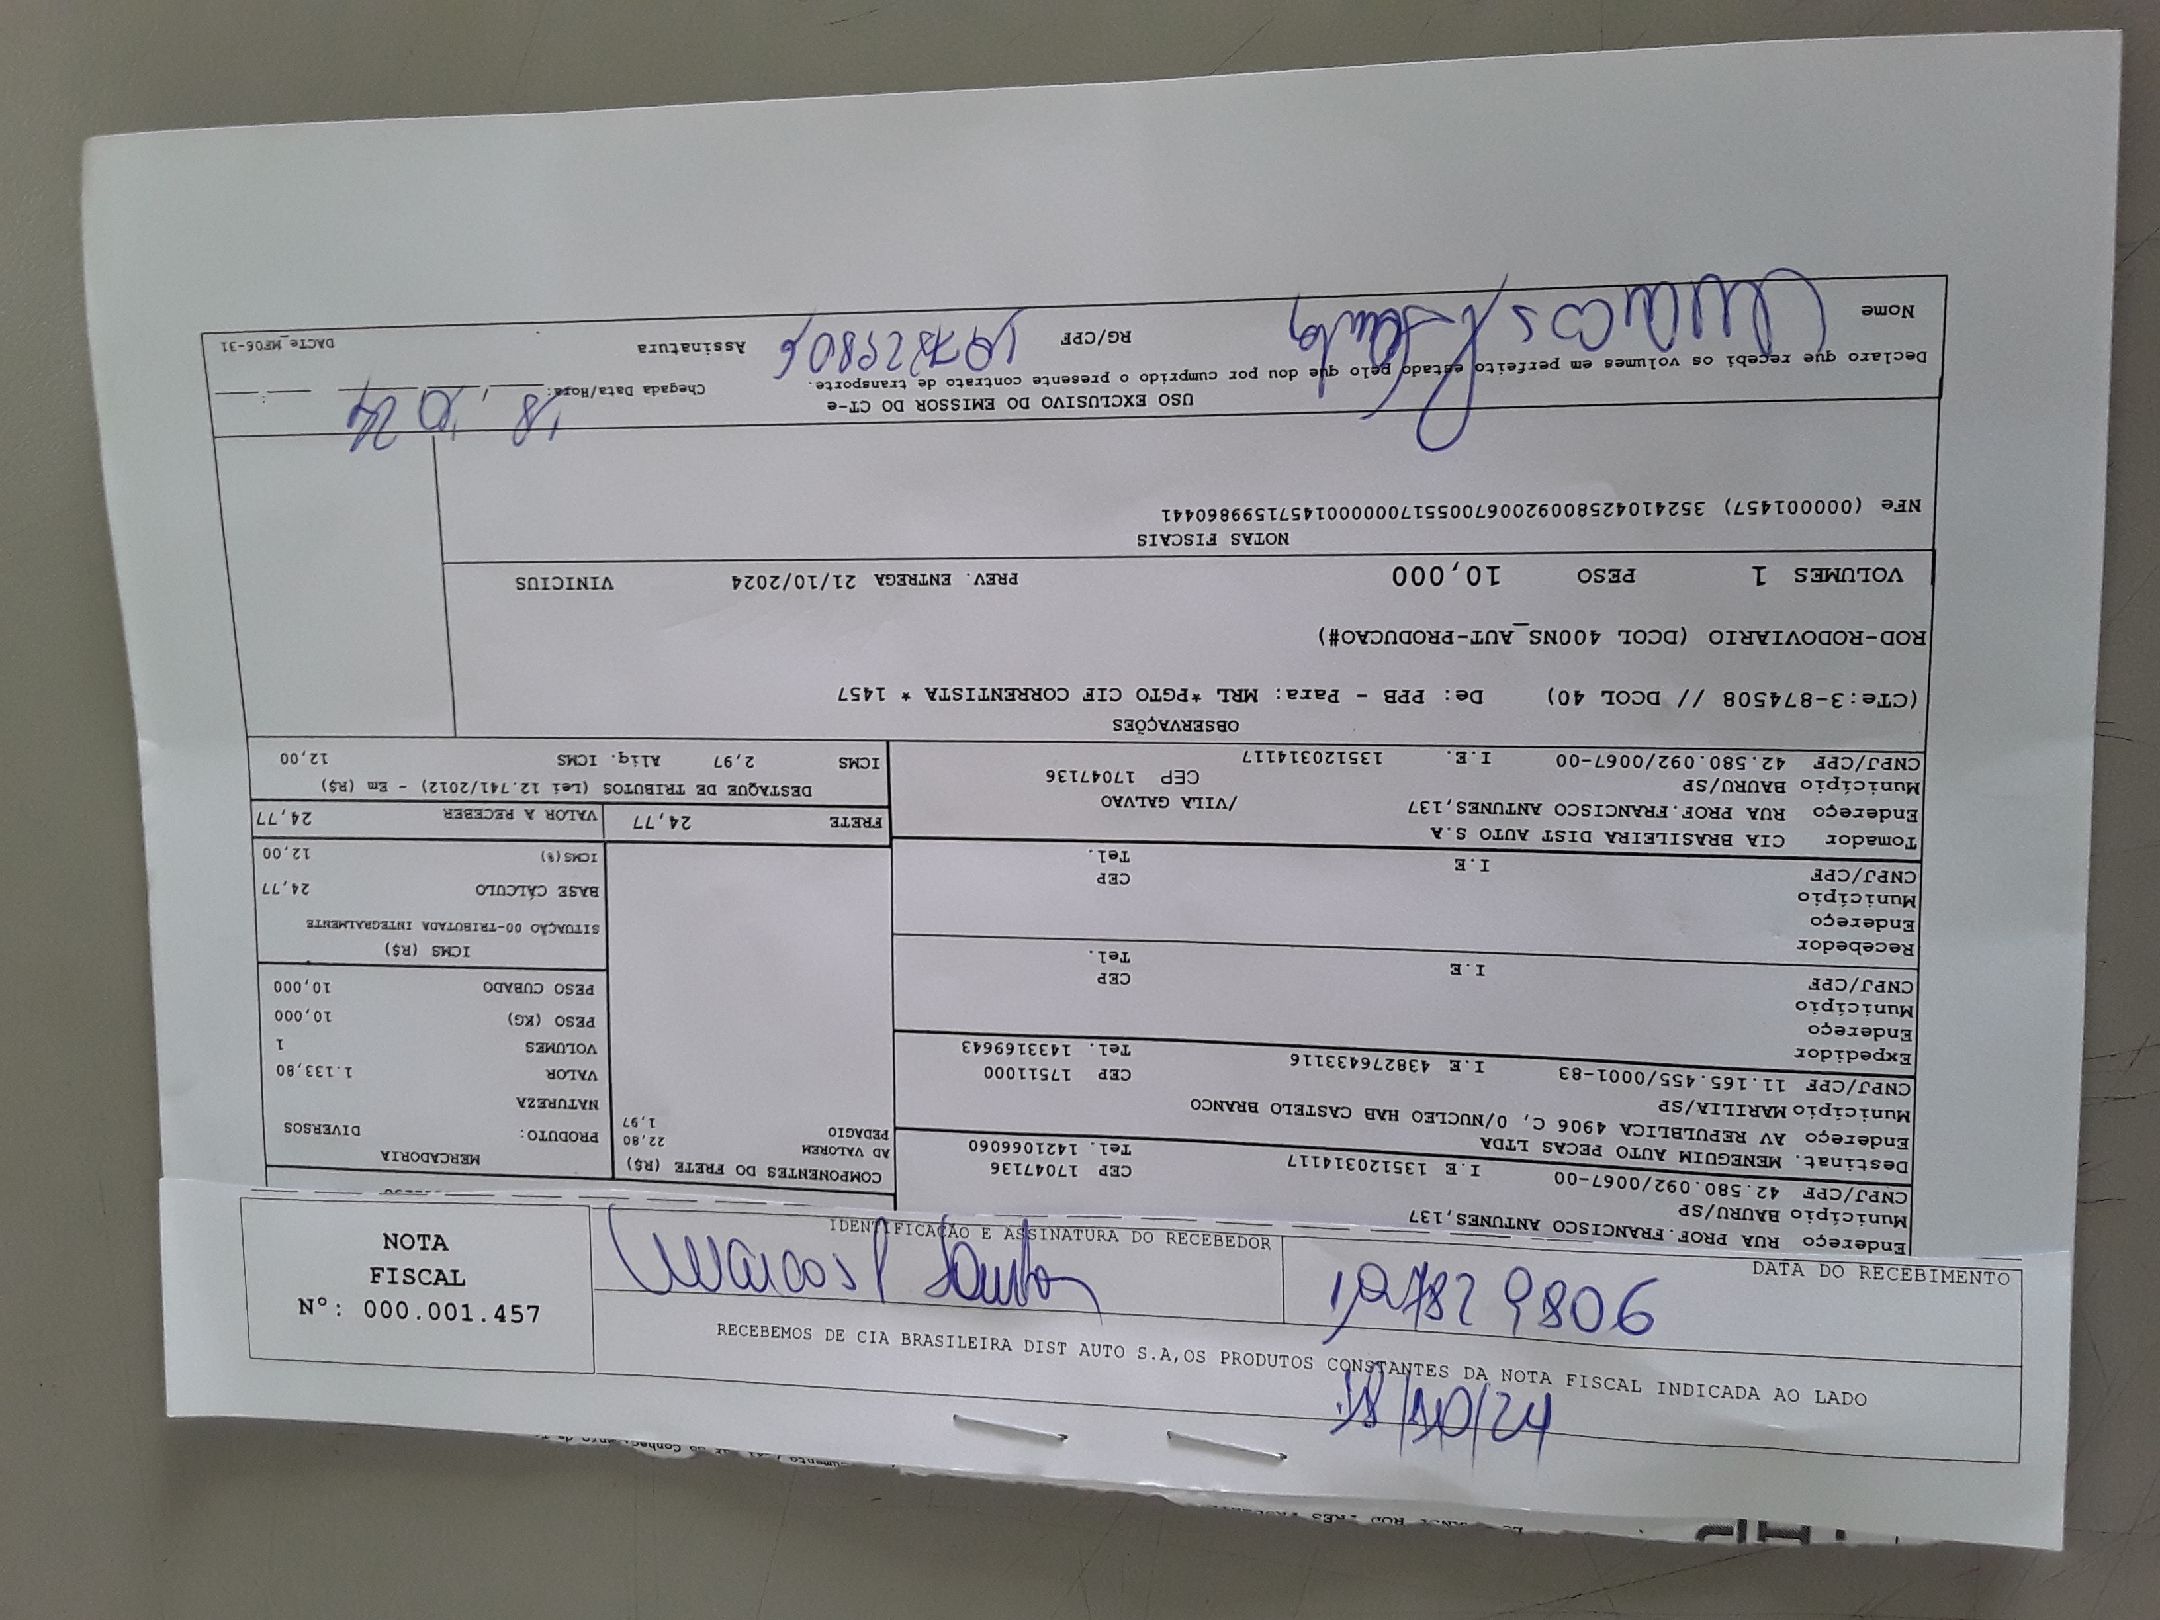 NOTA
FISCAL
Nº: 000.001.457
IDENTIFICAÇÃO E ASSINATURA DO RECEBEDOR
Marcos P Santos
DATA DO RECEBIMENTO
197829806
RECEBEMOS DE CIA BRASILEIRA DIST AUTO S.A,OS PRODUTOS CONSTANTES DA NOTA FISCAL INDICADA AO LADO
18/10/24
Endereço RUA PROF.FRANCISCO ANTUNES,137
Município BAURU/SP CEP 17047136
CNPJ/CPF 42.580.092/0067-00 I.E 135120314117 Tel. 1421066060
Destinat. MENEGUIM AUTO PECAS LTDA
Endereço AV REPULBLICA 4906 C, 0/NUCLEO HAB CASTELO BRANCO
Município MARILIA/SP CEP 17511000
CNPJ/CPF 11.165.455/0001-83 I.E 438276433116 Tel. 1433169643
Expedidor
Endereço
Município CEP
CNPJ/CPF I.E Tel.
Recebedor
Endereço
Município CEP
CNPJ/CPF I.E Tel.
Tomador CIA BRASILEIRA DIST AUTO S.A
Endereço RUA PROF.FRANCISCO ANTUNES,137 /VILA GALVAO
Município BAURU/SP CEP 17047136
CNPJ/CPF 42.580.092/0067-00 I.E. 135120314117
COMPONENTES DO FRETE (R$)
AD VALOREM 22,80
PEDAGIO 1,97
MERCADORIA
PRODUTO: DIVERSOS
NATUREZA
VALOR 1.133,80
VOLUMES 1
PESO (KG) 10,000
PESO CUBADO 10,000
ICMS (R$)
SITUAÇÃO 00-TRIBUTADA INTEGRALMENTE
BASE CÁLCULO 24,77
ICMS(%) 12,00
FRETE 24,77 VALOR A RECEBER 24,77
DESTAQUE DE TRIBUTOS (Lei 12.741/2012) - Em (R$)
ICMS 2,97 Alíq. ICMS 12,00
OBSERVAÇÕES
(CTe:3-874508 // DCOL 40) De: PPB - Para: MRL *PGTO CIF CORRENTISTA * 1457
ROD-RODOVIARIO (DCOL 400NS_AUT-PRODUCAO#)
VOLUMES 1 PESO 10,000 PREV. ENTREGA 21/10/2024 VINICIUS
NOTAS FISCAIS
NFe (000001457) 35241042580092006700551700000014571599860441
USO EXCLUSIVO DO EMISSOR DO CT-e
Declaro que recebi os volumes em perfeito estado pelo que dou por cumprido o presente contrato de transporte.
Chegada Data/Hora: 18 10 24
Nome Marcos P Santos RG/CPF 197829806 Assinatura
DACTe_MF06-31